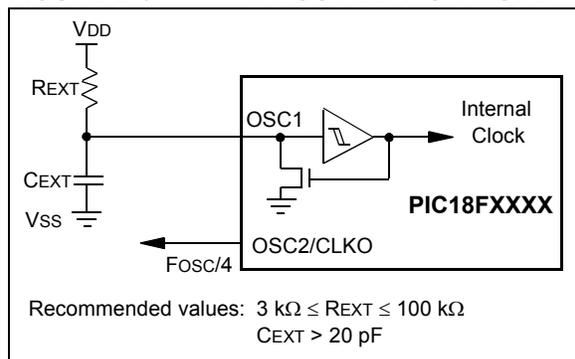 VDD
REXT
OSC1
Internal
Clock
CEXT
PIC18FXXXX
VSS
OSC2/CLKO
FOSC/4
Recommended values: 3 kΩ ≤ REXT ≤ 100 kΩ
CEXT > 20 pF